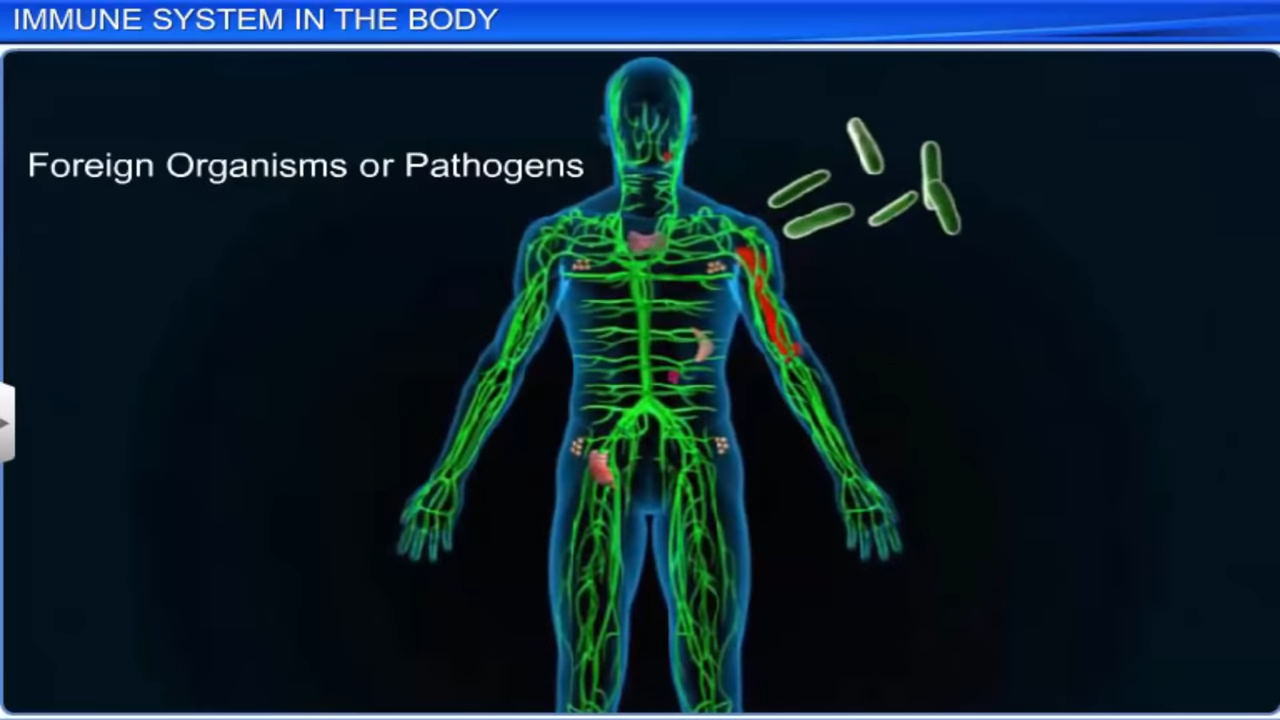 IMMUNE SYSTEM IN THE BODY
Foreign Organisms or Pathogens